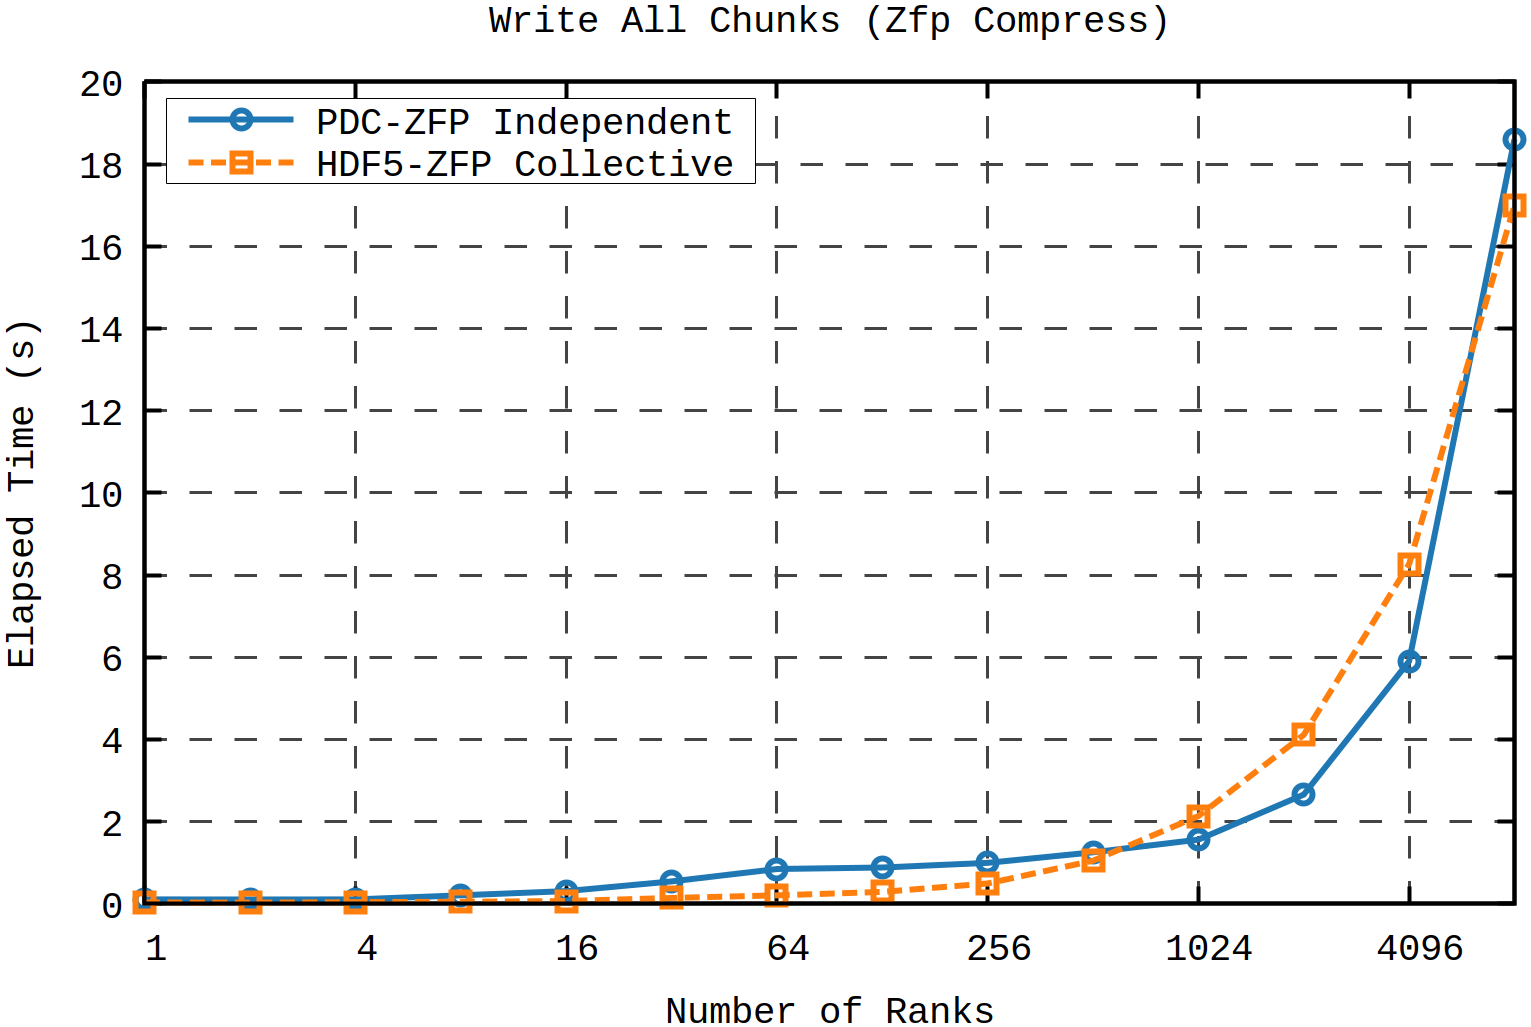 Write All Chunks (Zfp Compress)
PDC-ZFP Independent
HDF5-ZFP Collective
20
18
16
14
12
10
8
6
4
2
0
Elapsed Time (s)
1 4 16 64 256 1024 4096
Number of Ranks